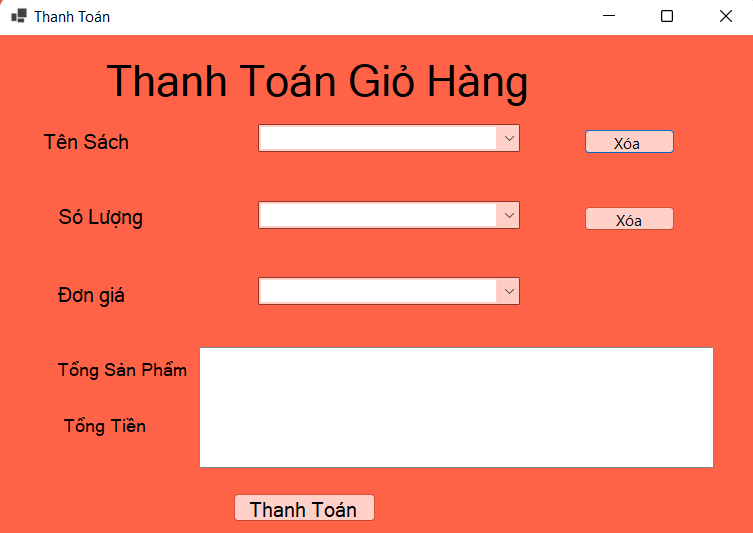 Thanh Toán
Thanh Toán Giỏ Hàng
Tên Sách
Xóa
Só Lượng
Xóa
Đơn giá
Tổng Sản Phẩm
Tổng Tiền
Thanh Toán